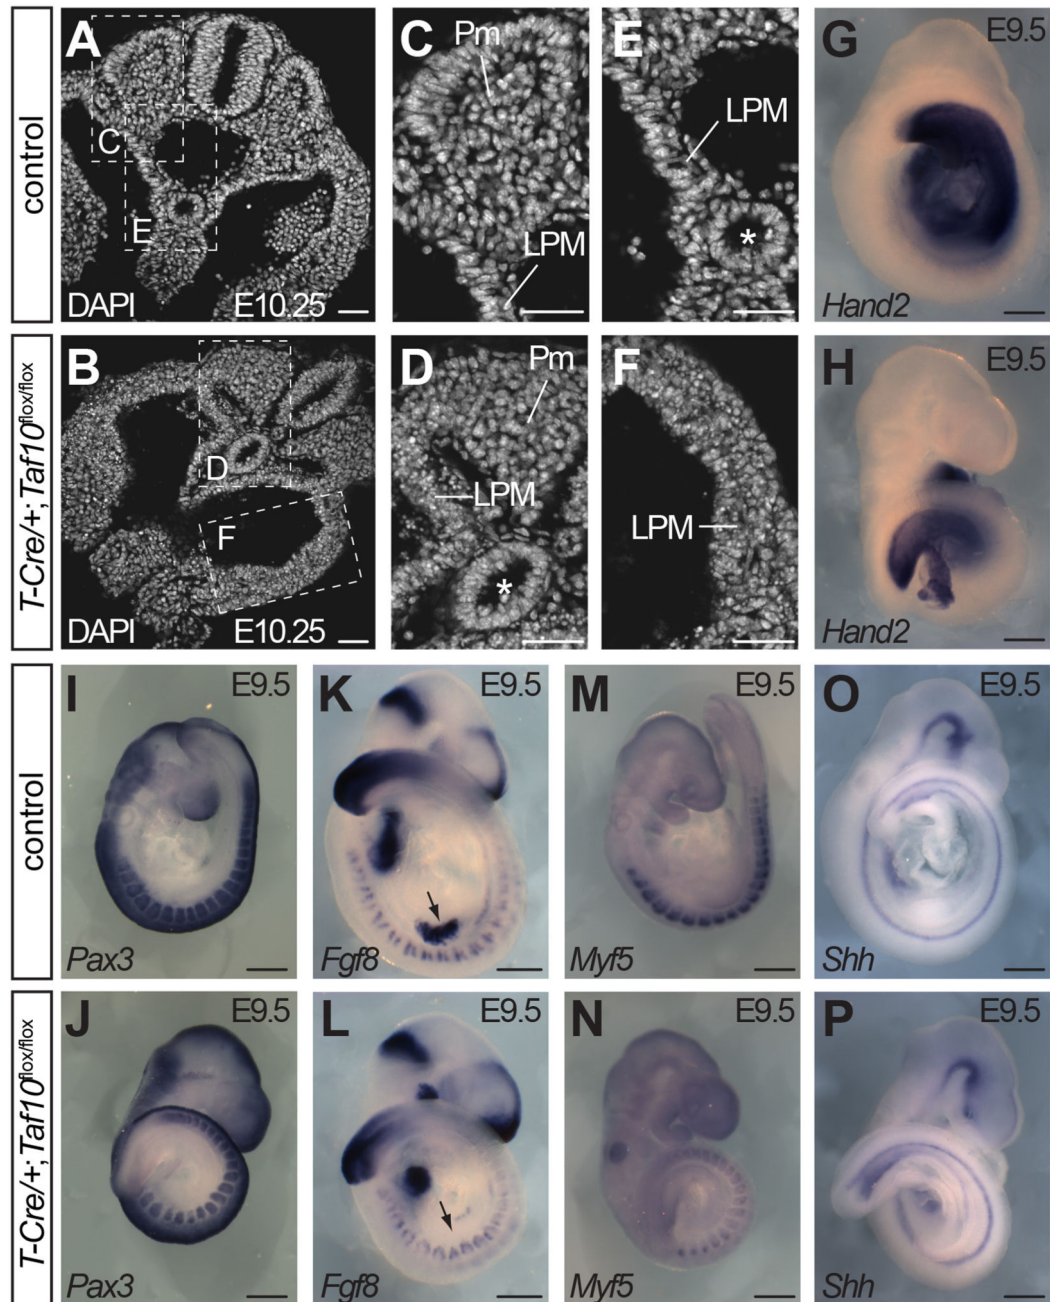 control
A
C
E
DAPI
E10.25
C
Pm
LPM
E
LPM
*
G
E9.5
Hand2
T-Cre/+;Taf10flox/flox
B
D
F
DAPI
E10.25
D
Pm
LPM
*
F
LPM
H
E9.5
Hand2
control
I
E9.5
Pax3
K
E9.5
Fgf8
M
E9.5
Myf5
O
E9.5
Shh
T-Cre/+;Taf10flox/flox
J
E9.5
Pax3
L
E9.5
Fgf8
N
E9.5
Myf5
P
E9.5
Shh